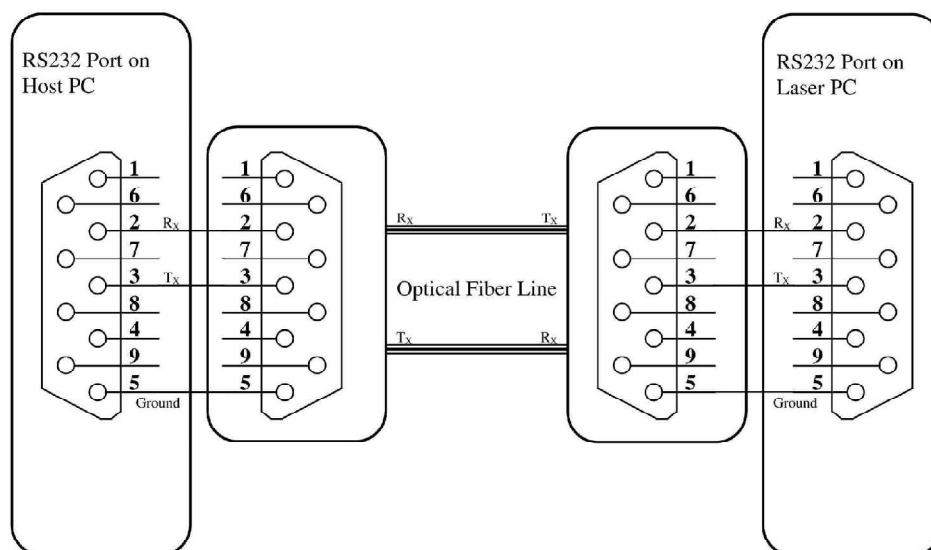 RS232 Port on
Host PC
RS232 Port on
Laser PC
1 1 1 1
6 6 6 6
2 Rx 2 Rx Tx 2 Rx 2
7 7 7 7
3 Tx 3 3 Tx 3
Optical Fiber Line
8 8 8 8
4 4 Tx Rx 4 4
9 9 9 9
5 5 5 5
Ground Ground